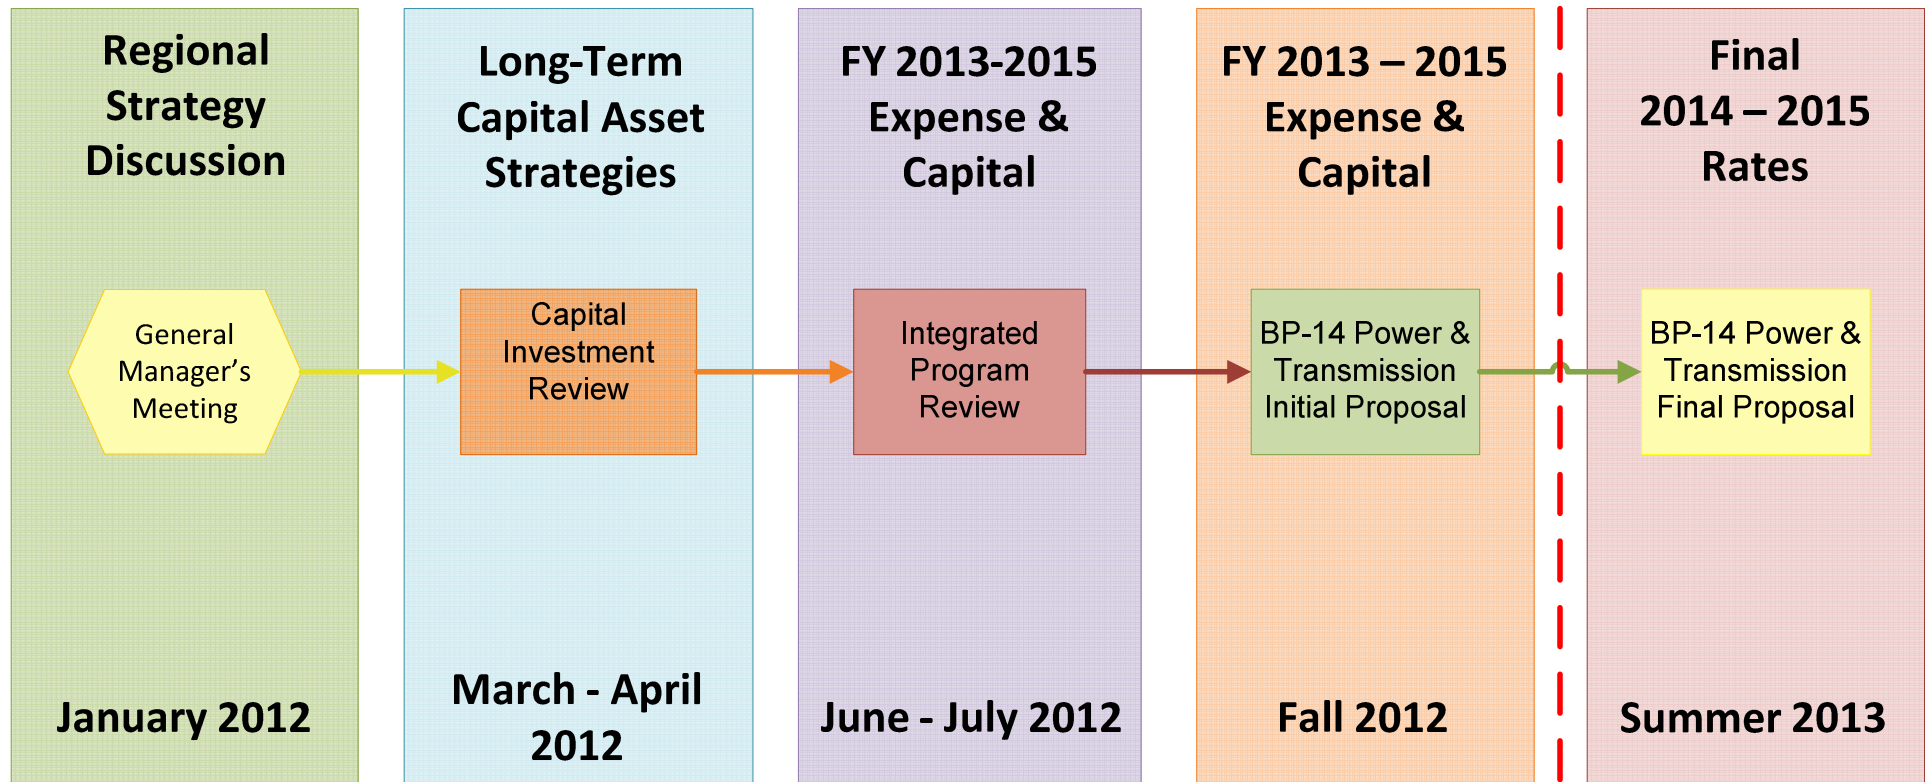 Regional
Strategy
Discussion
General
Manager’s
Meeting
January 2012
Long-Term
Capital Asset
Strategies
Capital
Investment
Review
March - April
2012
FY 2013-2015
Expense &
Capital
Integrated
Program
Review
June - July 2012
FY 2013 – 2015
Expense &
Capital
BP-14 Power &
Transmission
Initial Proposal
Fall 2012
Final
2014 – 2015
Rates
BP-14 Power &
Transmission
Final Proposal
Summer 2013